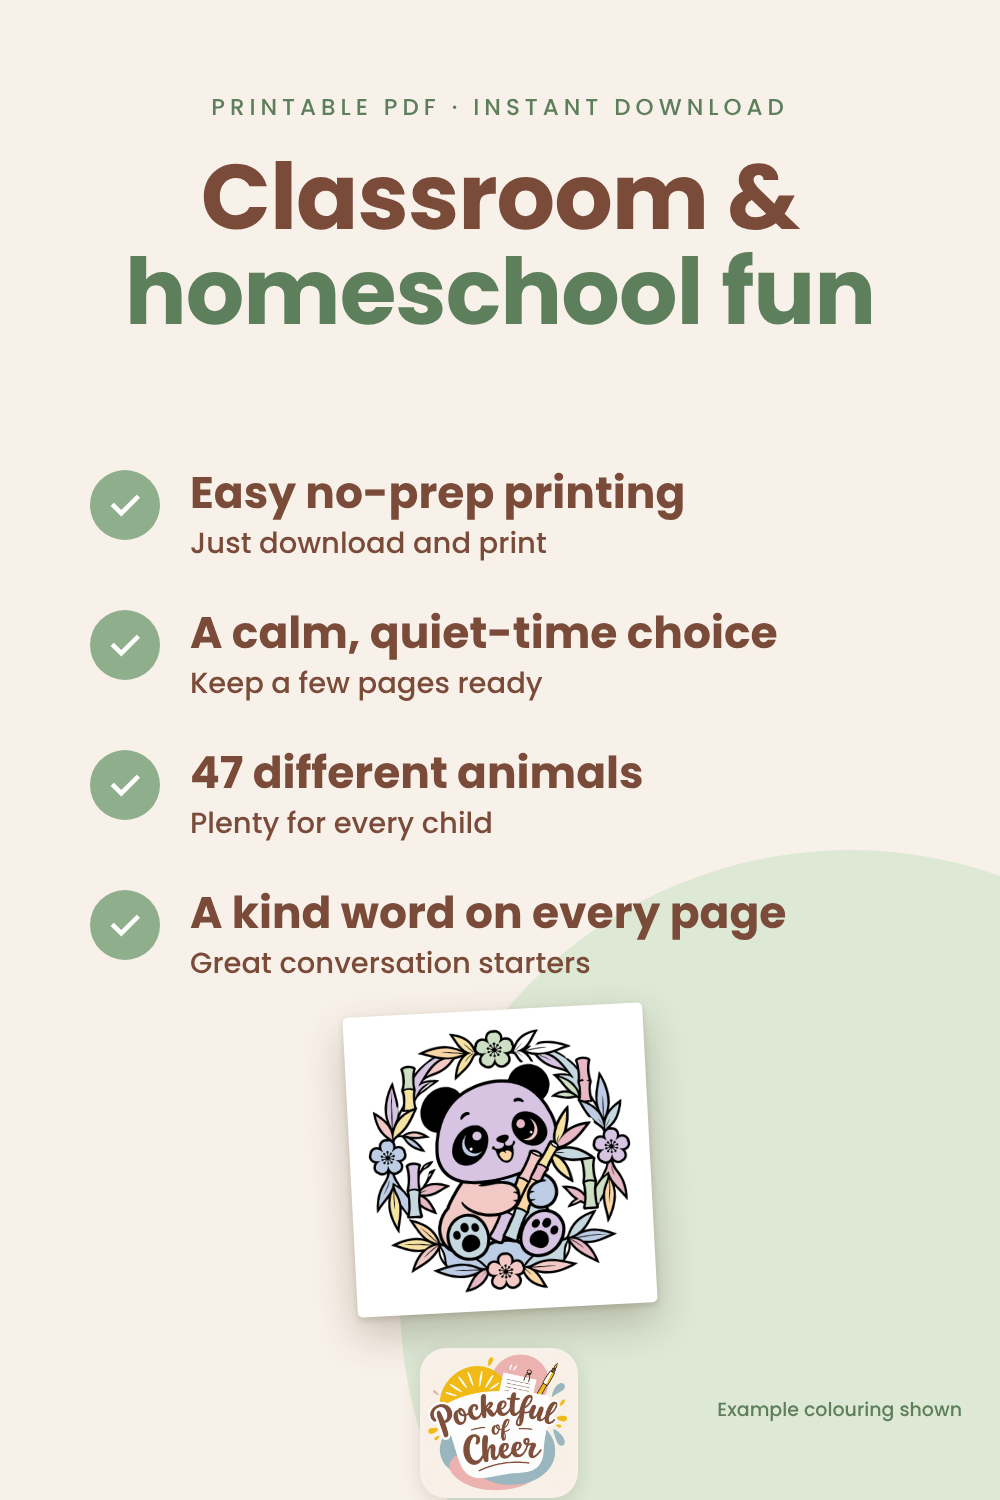 PRINTABLE PDF · INSTANT DOWNLOAD
Classroom &
homeschool fun
Easy no-prep printing
Just download and print
A calm, quiet-time choice
Keep a few pages ready
47 different animals
Plenty for every child
A kind word on every page
Great conversation starters
Pocketful
of
Cheer
Example colouring shown